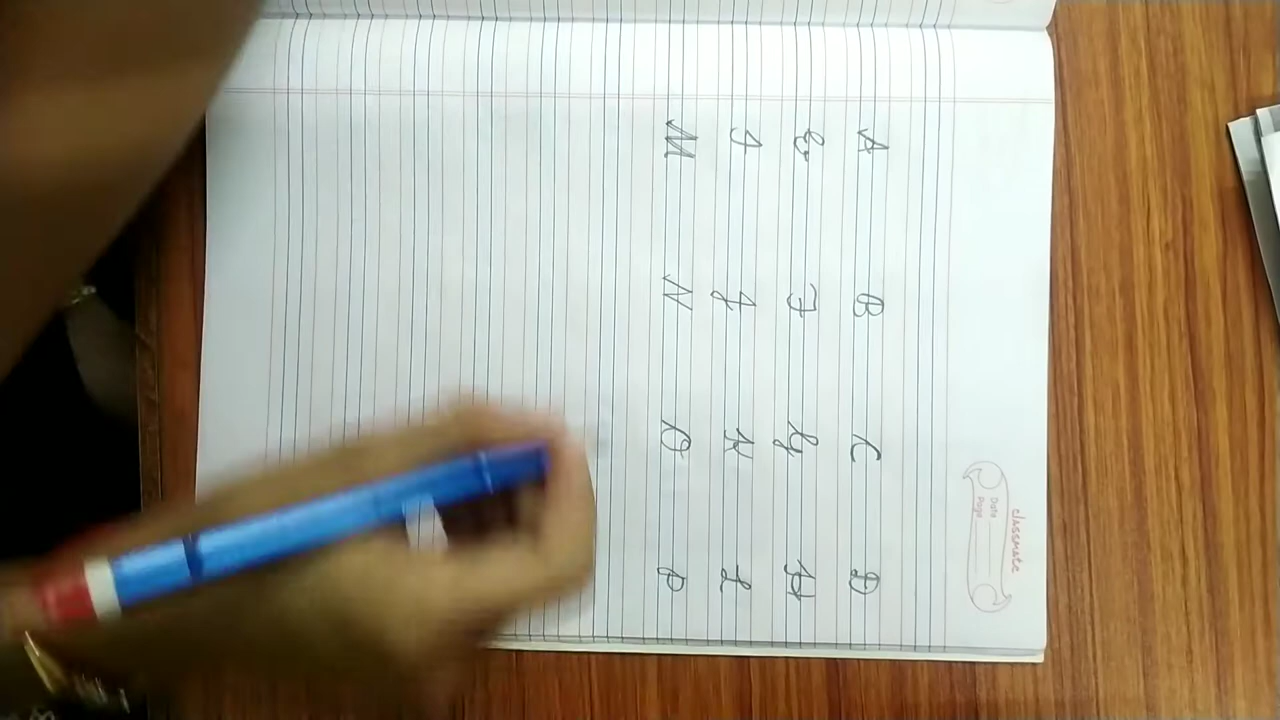 classmate
Date
Page
A B C D
E F G H
I J K L
M N O P